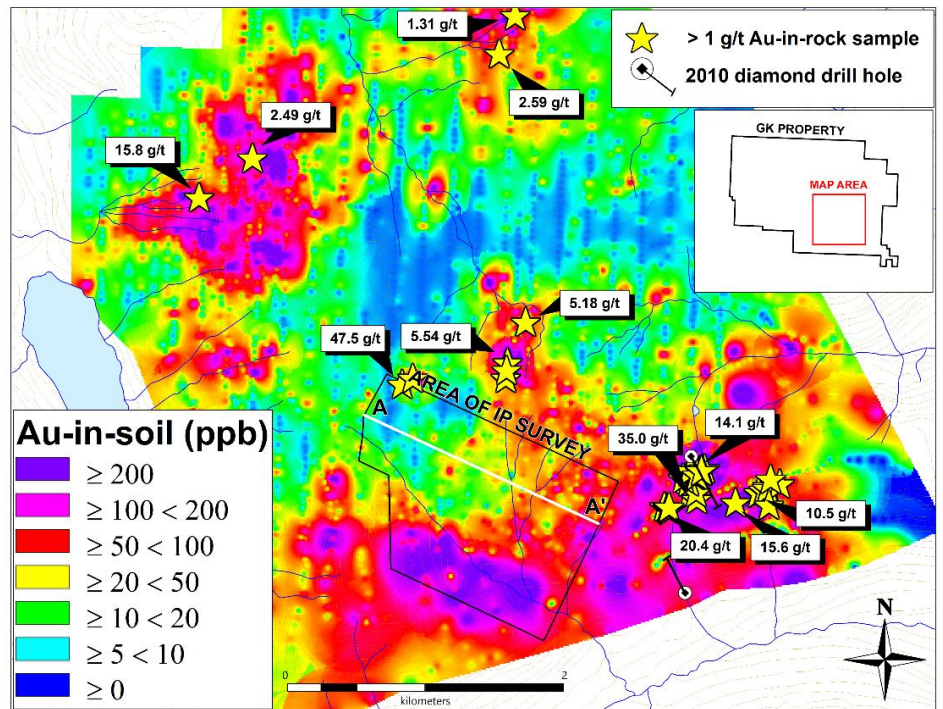 1.31 g/t
> 1 g/t Au-in-rock sample
2010 diamond drill hole
2.59 g/t
2.49 g/t
15.8 g/t
GK PROPERTY
MAP AREA
5.18 g/t
5.54 g/t
47.5 g/t
AREA OF IR SURVEY
A
A'
35.0 g/t
14.1 g/t
10.5 g/t
20.4 g/t
15.6 g/t
Au-in-soil (ppb)
≥ 200
≥ 100 < 200
≥ 50 < 100
≥ 20 < 50
≥ 10 < 20
≥ 5 < 10
≥ 0
0
2
kilometers
N